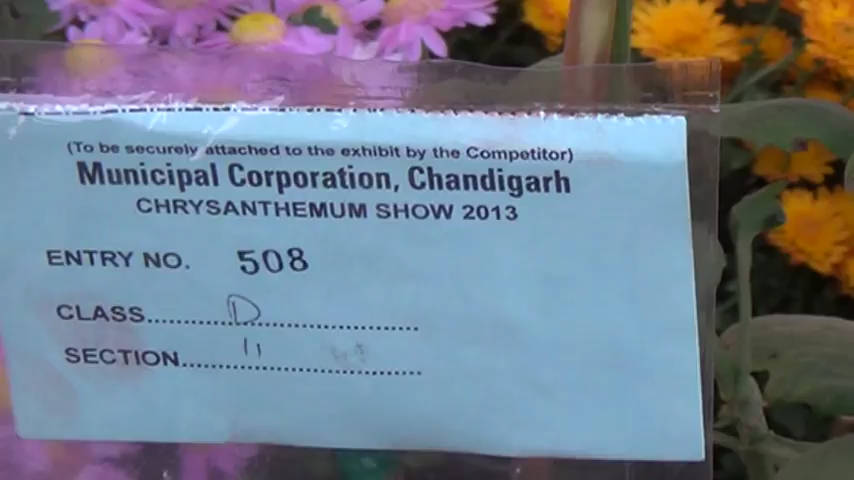 (To be securely attached to the exhibit by the Competitor)
Municipal Corporation, Chandigarh
CHRYSANTHEMUM SHOW 2013
ENTRY NO. 508
CLASS.....D.....
SECTION.....11.....